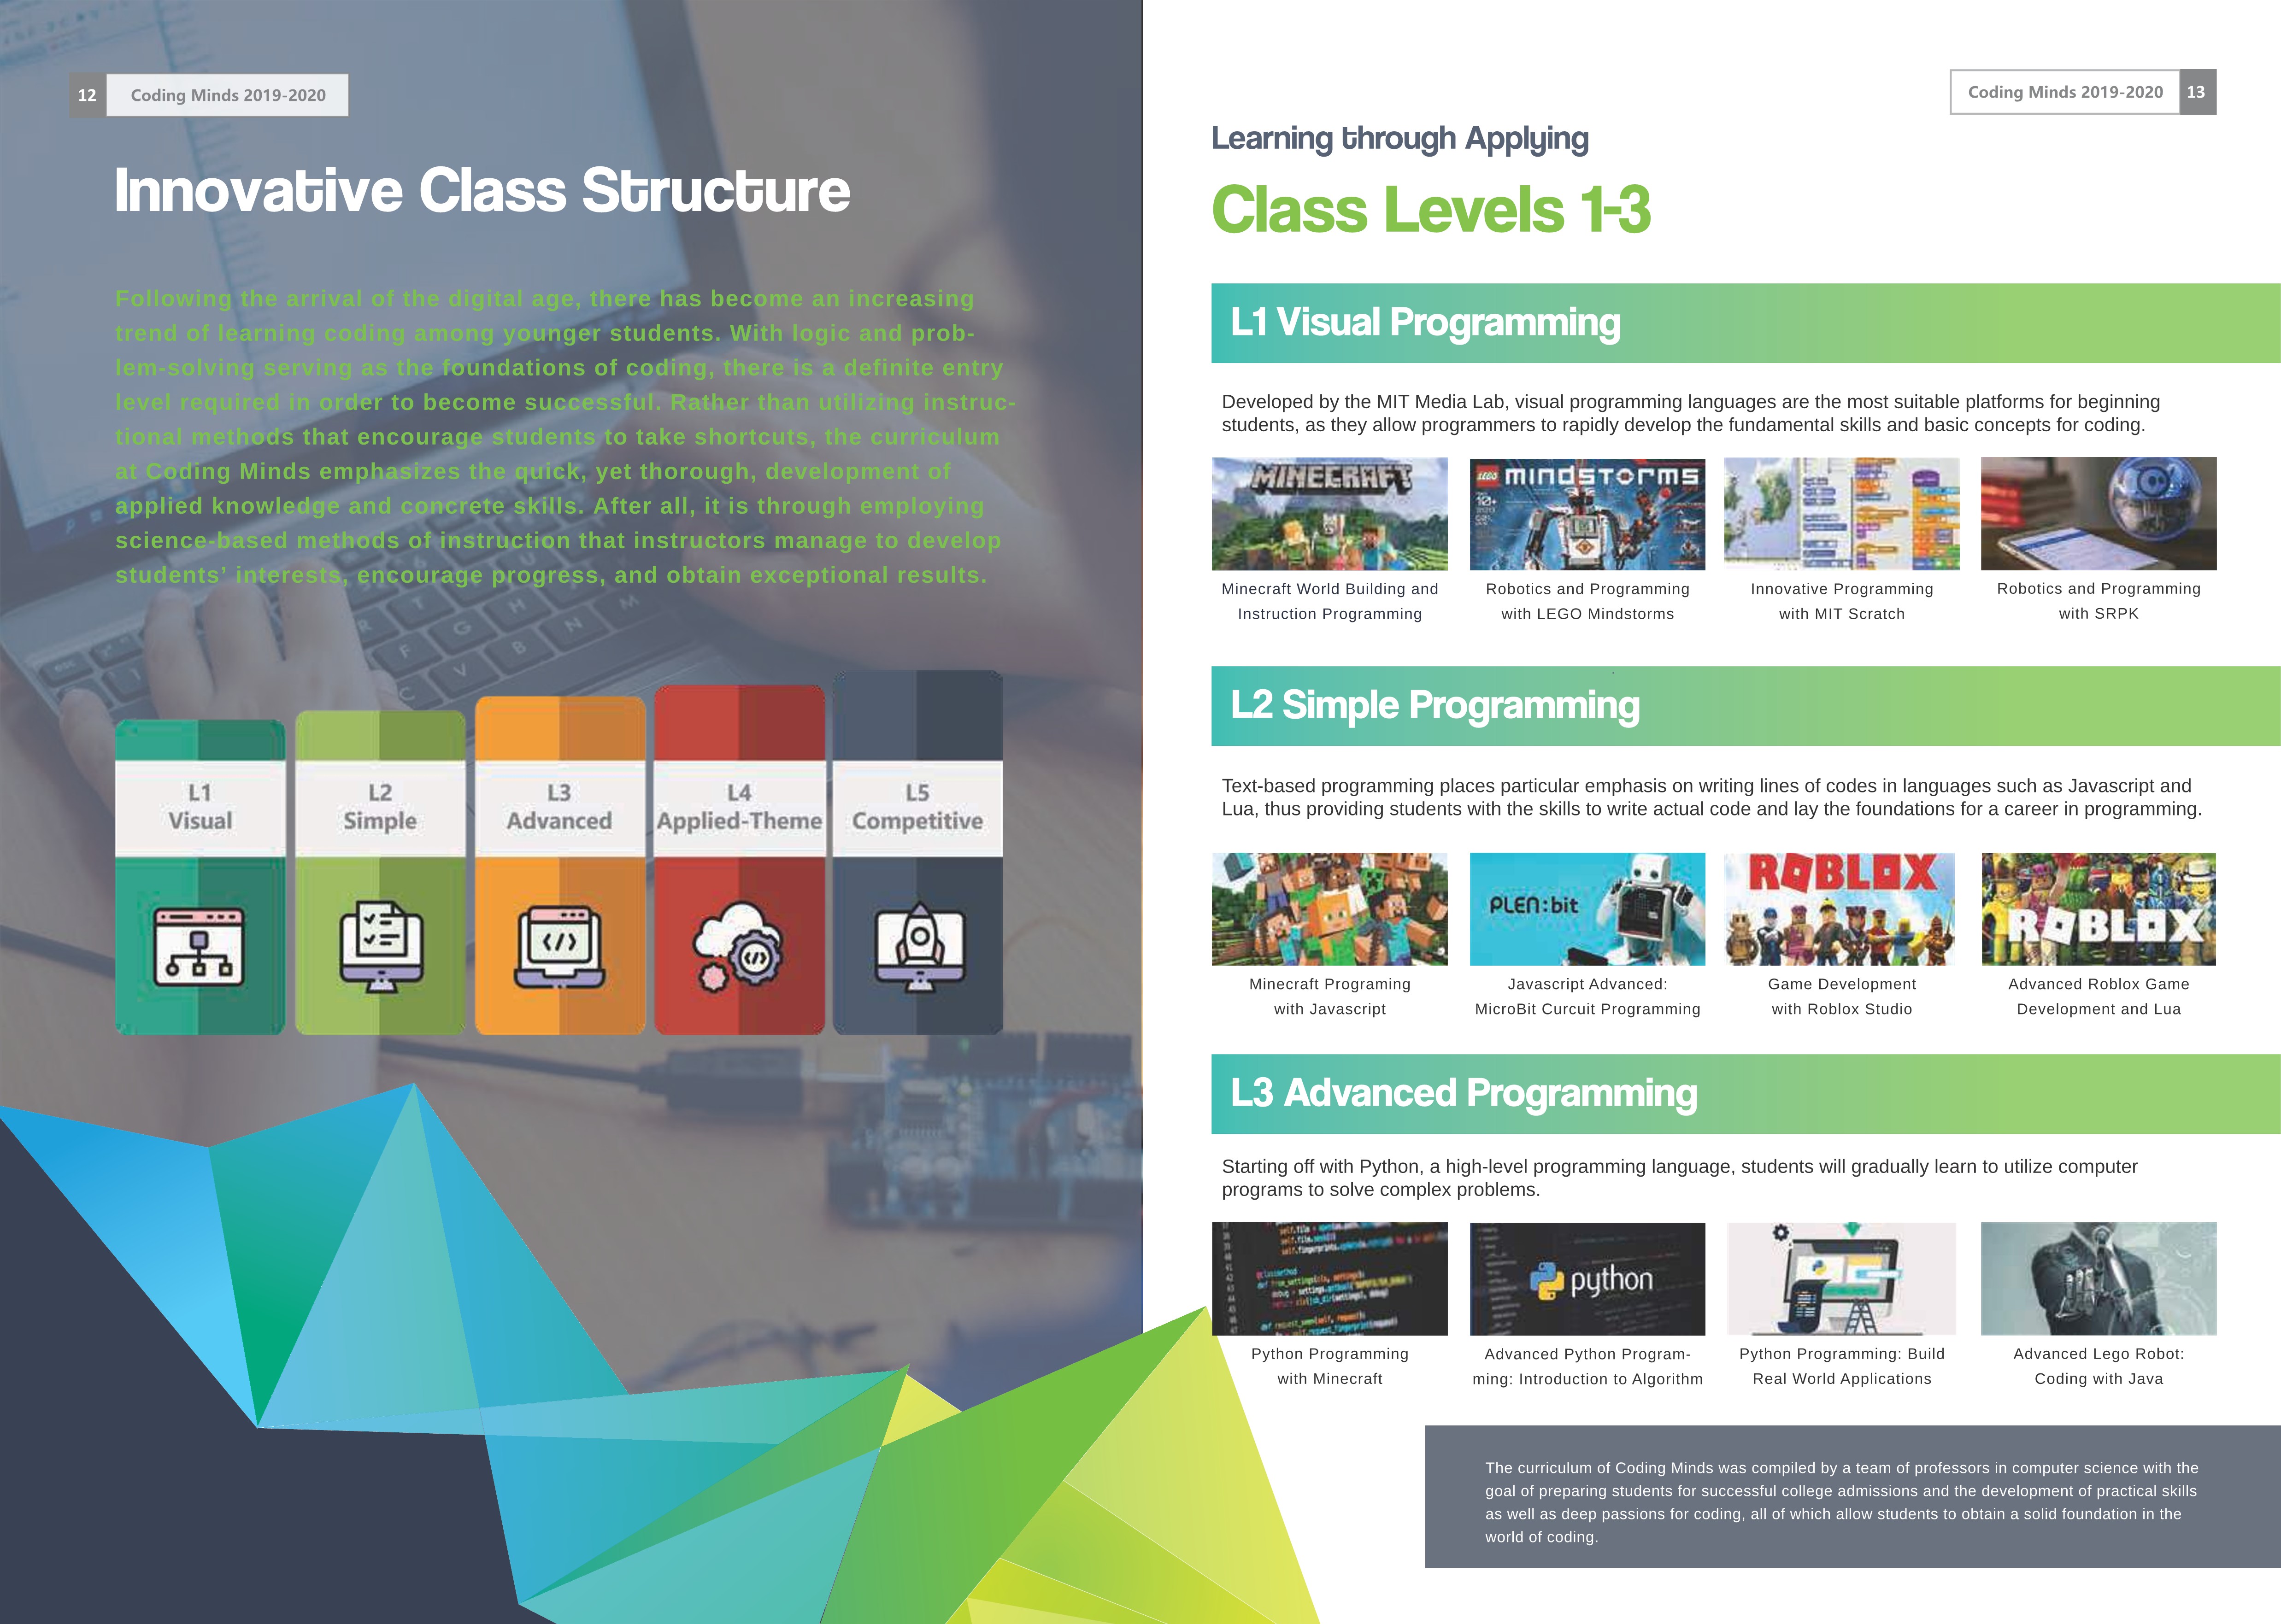 12 Coding Minds 2019-2020
Innovative Class Structure
Following the arrival of the digital age, there has become an increasing
trend of learning coding among younger students. With logic and prob-
lem-solving serving as the foundations of coding, there is a definite entry
level required in order to become successful. Rather than utilizing instruc-
tional methods that encourage students to take shortcuts, the curriculum
at Coding Minds emphasizes the quick, yet thorough, development of
applied knowledge and concrete skills. After all, it is through employing
science-based methods of instruction that instructors manage to develop
students’ interests, encourage progress, and obtain exceptional results.
L1
Visual
L2
Simple
L3
Advanced
L4
Applied-Theme
L5
Competitive
Coding Minds 2019-2020 13
Learning through Applying
Class Levels 1-3
L1 Visual Programming
Developed by the MIT Media Lab, visual programming languages are the most suitable platforms for beginning
students, as they allow programmers to rapidly develop the fundamental skills and basic concepts for coding.
MINECRAFT
LEGO MINDSTORMS
10+
Minecraft World Building and
Instruction Programming
Robotics and Programming
with LEGO Mindstorms
Innovative Programming
with MIT Scratch
Robotics and Programming
with SRPK
L2 Simple Programming
Text-based programming places particular emphasis on writing lines of codes in languages such as Javascript and
Lua, thus providing students with the skills to write actual code and lay the foundations for a career in programming.
PLEN:bit
ROBLOX
ROBLOX
Minecraft Programing
with Javascript
Javascript Advanced:
MicroBit Curcuit Programming
Game Development
with Roblox Studio
Advanced Roblox Game
Development and Lua
L3 Advanced Programming
Starting off with Python, a high-level programming language, students will gradually learn to utilize computer
programs to solve complex problems.
python
Python Programming
with Minecraft
Advanced Python Program-
ming: Introduction to Algorithm
Python Programming: Build
Real World Applications
Advanced Lego Robot:
Coding with Java
The curriculum of Coding Minds was compiled by a team of professors in computer science with the
goal of preparing students for successful college admissions and the development of practical skills
as well as deep passions for coding, all of which allow students to obtain a solid foundation in the
world of coding.